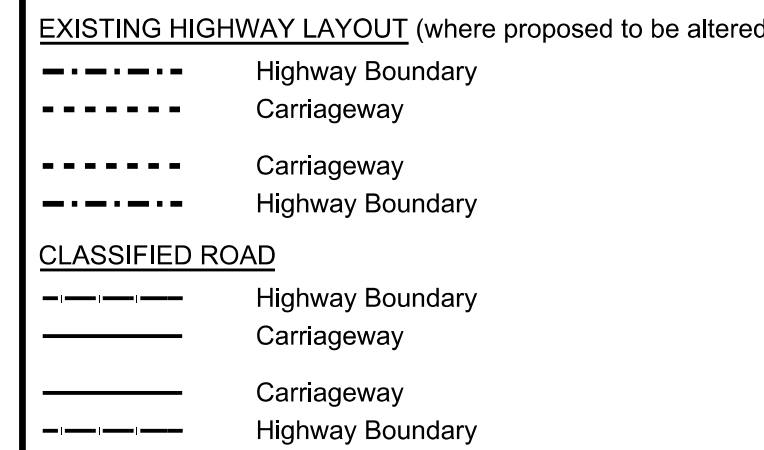 EXISTING HIGHWAY LAYOUT (where proposed to be altered
Highway Boundary
Carriageway
Carriageway
Highway Boundary
CLASSIFIED ROAD
Highway Boundary
Carriageway
Carriageway
Highway Boundary